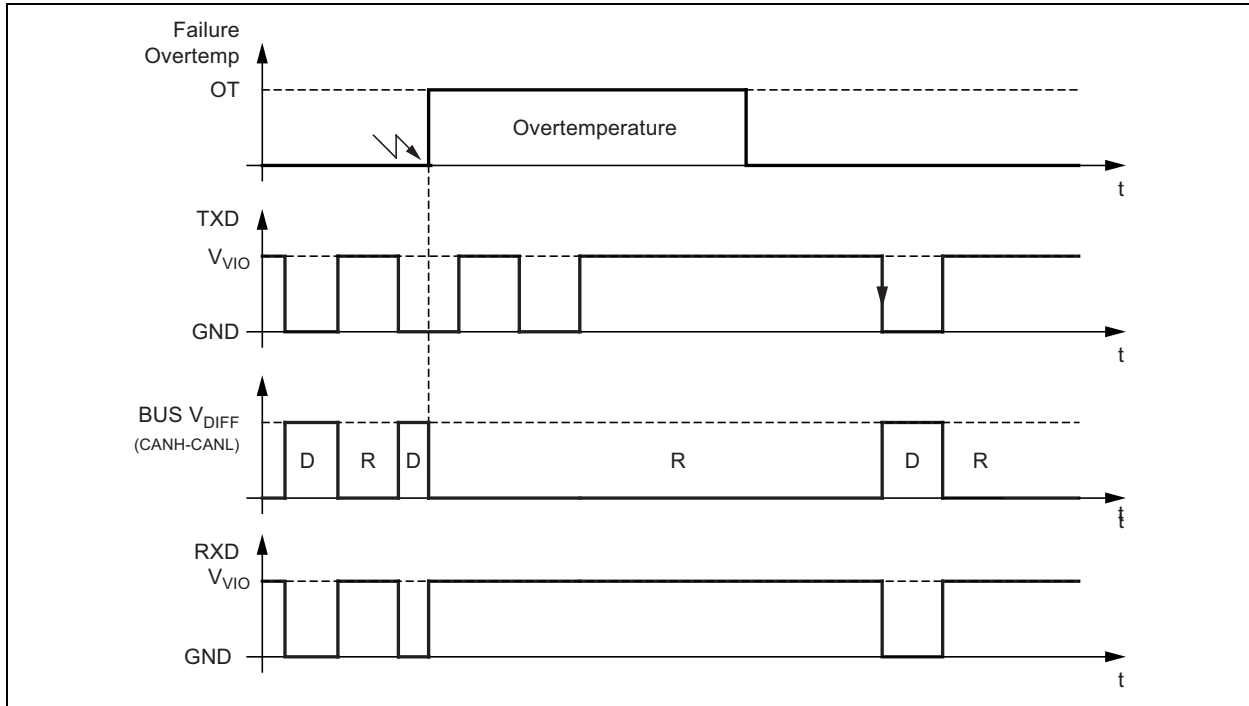 Failure
Overtemp
OT
Overtemperature
t
TXD
VVIO
GND
t
BUS VDIFF
(CANH-CANL)
D
R
D
R
D
R
t
t
RXD
VVIO
GND
t